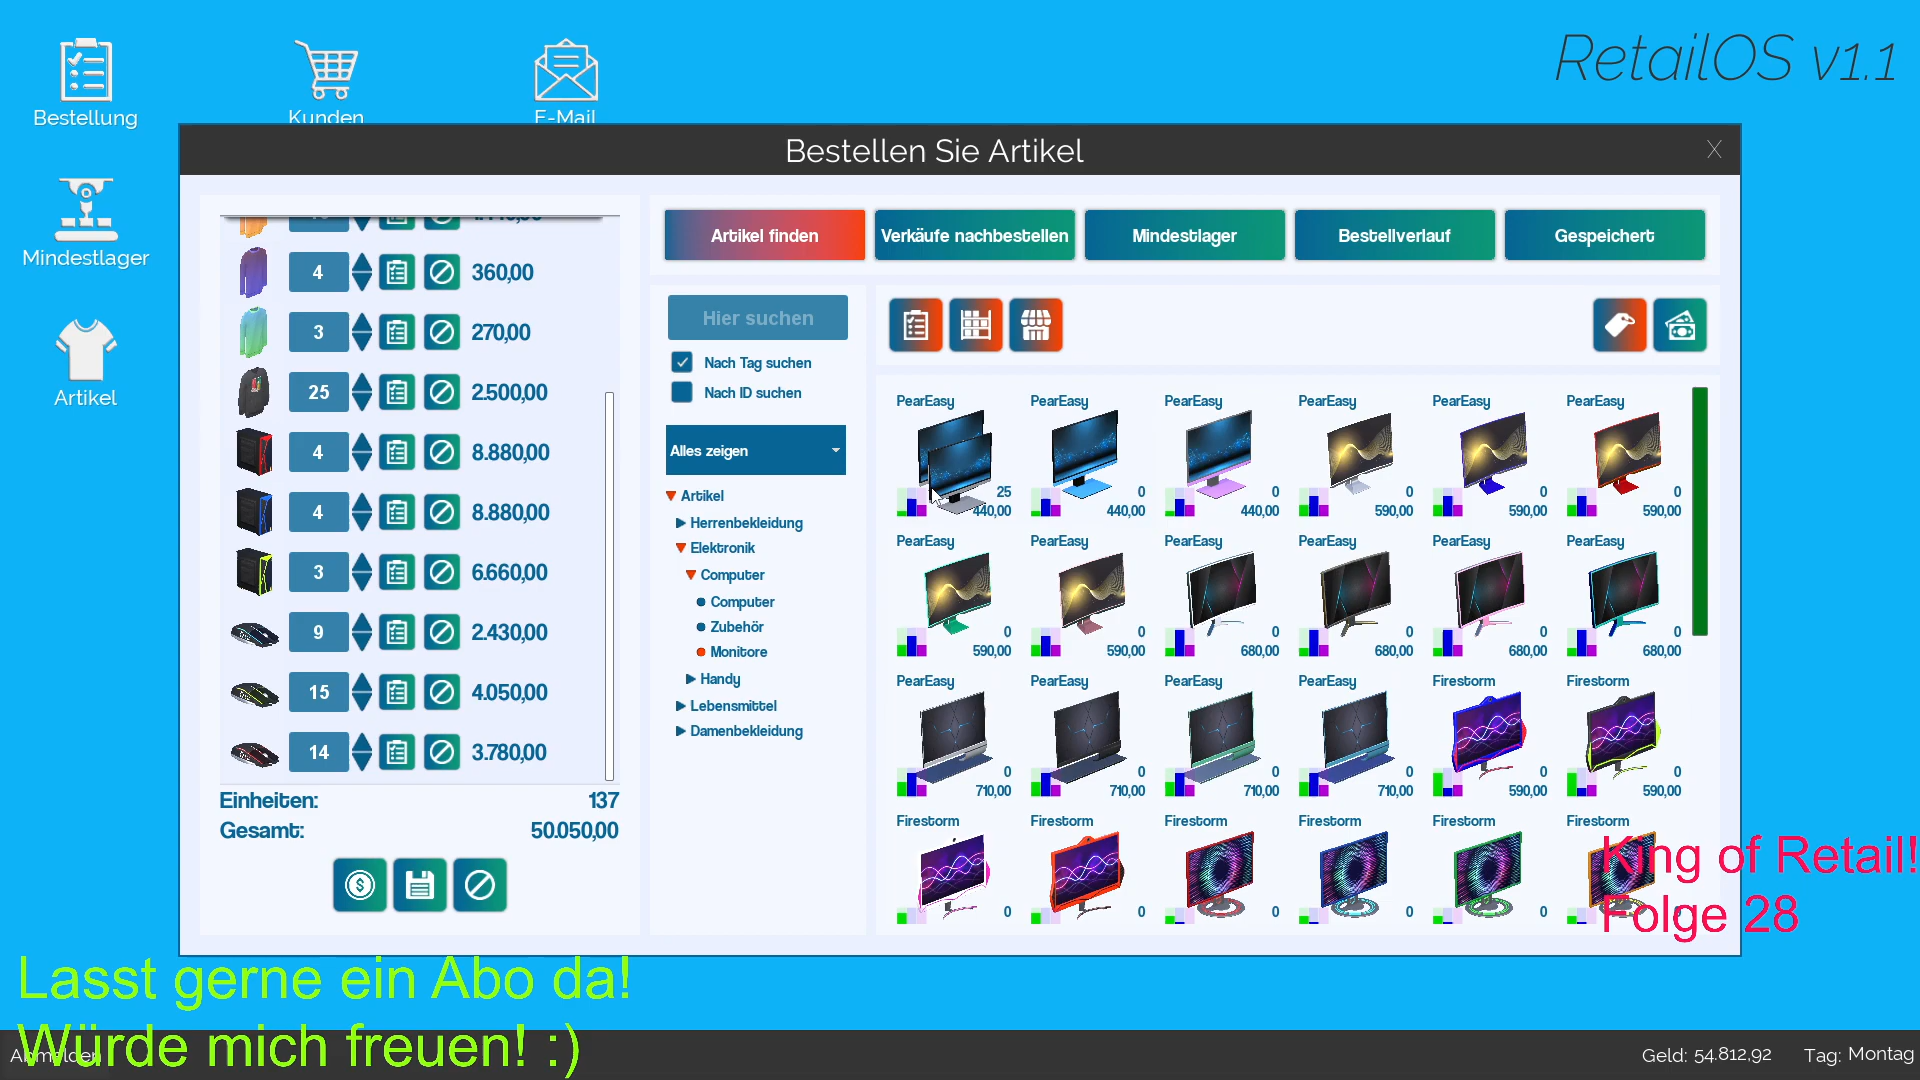 RetailOS v1.1
Bestellung
Kunden
E-Mail
Mindestlager
Artikel
Bestellen Sie Artikel
X
Artikel finden
Verkäufe nachbestellen
Mindestlager
Bestellverlauf
Gespeichert
4 360,00
3 270,00
25 2.500,00
4 8.880,00
4 8.880,00
3 6.660,00
9 2.430,00
15 4.050,00
14 3.780,00
Einheiten: 137
Gesamt: 50.050,00
Hier suchen
Nach Tag suchen
Nach ID suchen
Alles zeigen
Artikel
Herrenbekleidung
Elektronik
Computer
Computer
Zubehör
Monitore
Handy
Lebensmittel
Damenbekleidung
PearEasy PearEasy PearEasy PearEasy PearEasy PearEasy
25 0 0 0 0 0
440,00 440,00 440,00 590,00 590,00 590,00
PearEasy PearEasy PearEasy PearEasy PearEasy PearEasy
0 0 0 0 0 0
590,00 590,00 680,00 680,00 680,00 680,00
PearEasy PearEasy PearEasy PearEasy Firestorm Firestorm
0 0 0 0 0 0
710,00 710,00 710,00 710,00 590,00 590,00
Firestorm Firestorm Firestorm Firestorm Firestorm Firestorm
0 0 0 0 0
King of Retail!
Folge 28
Lasst gerne ein Abo da!
Würde mich freuen! :)
Abmelden
Geld: 54.812,92
Tag: Montag